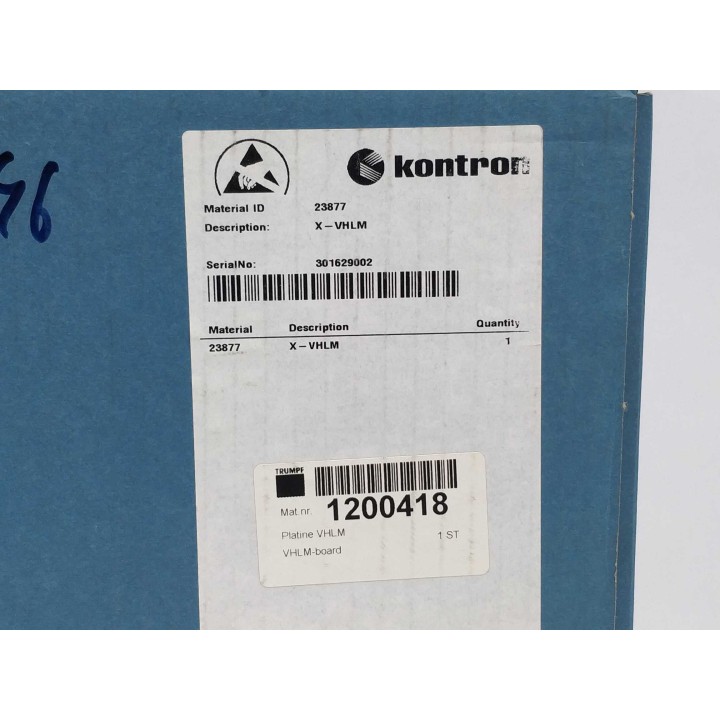 kontron
Material ID 23877
Description: X-VHLM
SerialNo: 301629002
Material Description Quantity
23877 X-VHLM 1
TRUMPF
Mat.nr. 1200418
Platine VHLM 1 ST
VHLM-board